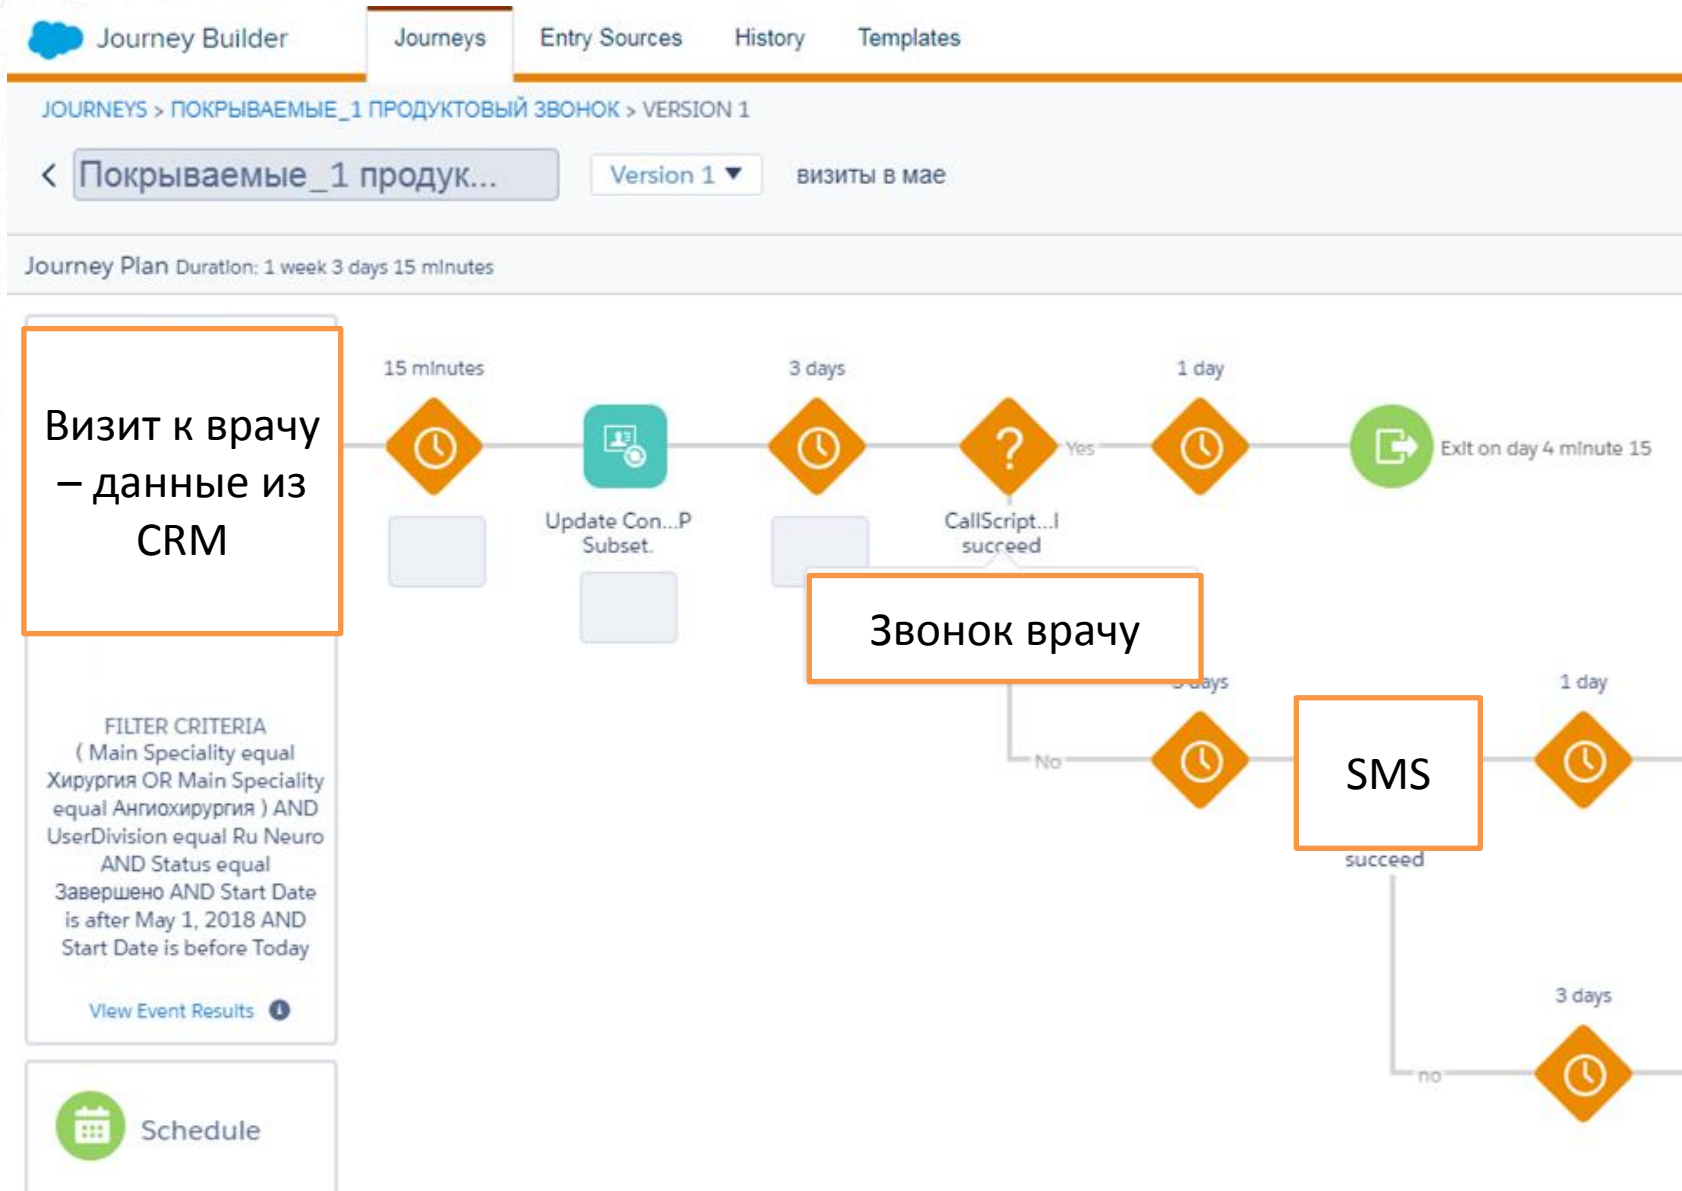 Journey Builder
Journeys
Entry Sources
History
Templates
JOURNEYS > ПОКРЫВАЕМЫЕ_1 ПРОДУКТОВЫЙ ЗВОНОК > VERSION 1
Покрываемые_1 продук...
Version 1
визиты в мае
Journey Plan Duration: 1 week 3 days 15 minutes
Визит к врачу
– данные из
CRM
15 minutes
3 days
1 day
Yes
Exit on day 4 minute 15
Update Con...P
Subset.
CallScript...l
succeed
Звонок врачу
days
1 day
No
SMS
succeed
FILTER CRITERIA
( Main Speciality equal
Хирургия OR Main Speciality
equal Ангиохирургия ) AND
UserDivision equal Ru Neuro
AND Status equal
Завершено AND Start Date
is after May 1, 2018 AND
Start Date is before Today
View Event Results
3 days
no
Schedule